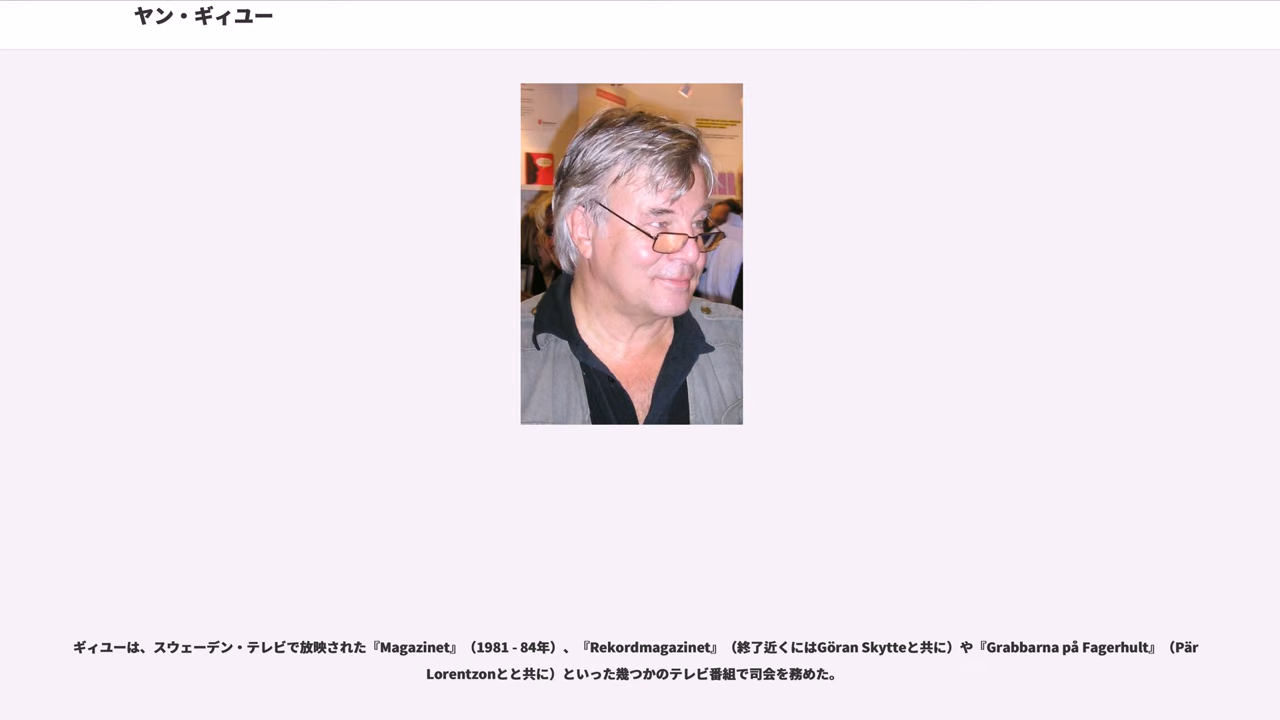 ヤン・ギィユー
ギィユーは、スウェーデン・テレビで放映された『Magazinet』（1981 - 84年）、『Rekordmagazinet』（終了近くにはGöran Skytteと共に）や『Grabbarna på Fagerhult』（Pär
Lorentzonとと共に）といった幾つかのテレビ番組で司会を務めた。